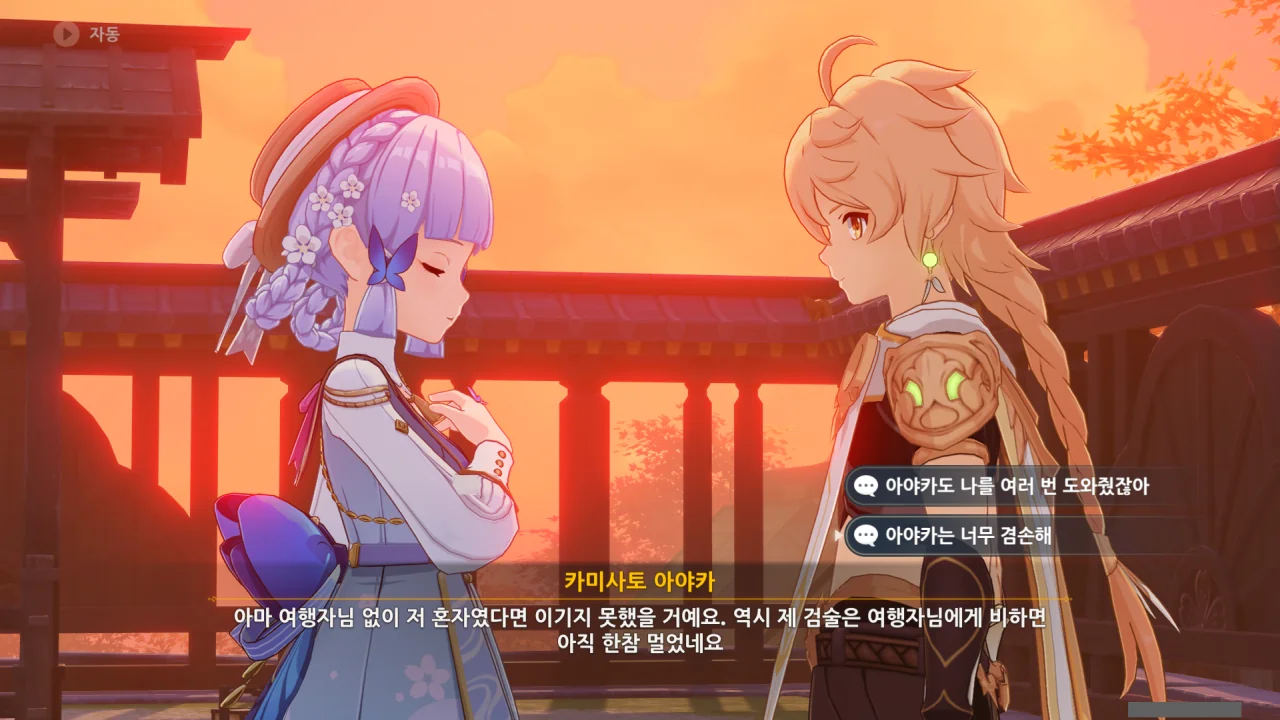 자동
아야카도 나를 여러 번 도와줬잖아
아야카는 너무 겸손해
카미사토 아야카
아마 여행자님 없이 저 혼자였다면 이기지 못했을 거예요. 역시 제 검술은 여행자님에게 비하면
아직 한참 멀었네요